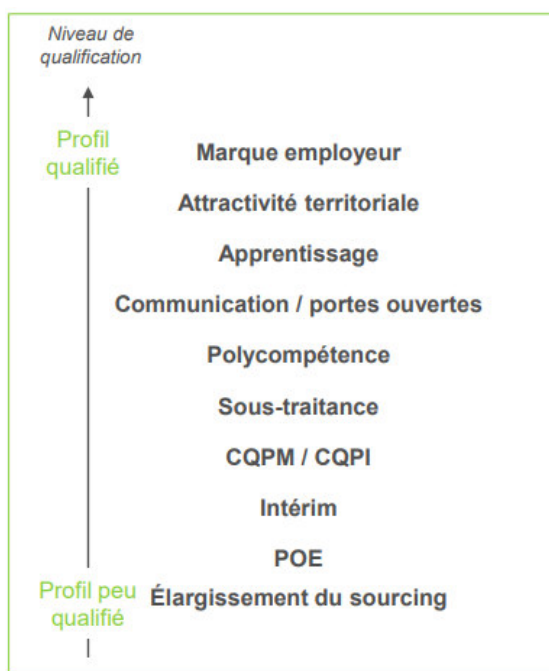 Niveau de
qualification
Profil
qualifié
Marque employeur
Attractivité territoriale
Apprentissage
Communication / portes ouvertes
Polycompétence
Sous-traitance
CQPM / CQPI
Intérim
POE
Profil peu
qualifié
Élargissement du sourcing